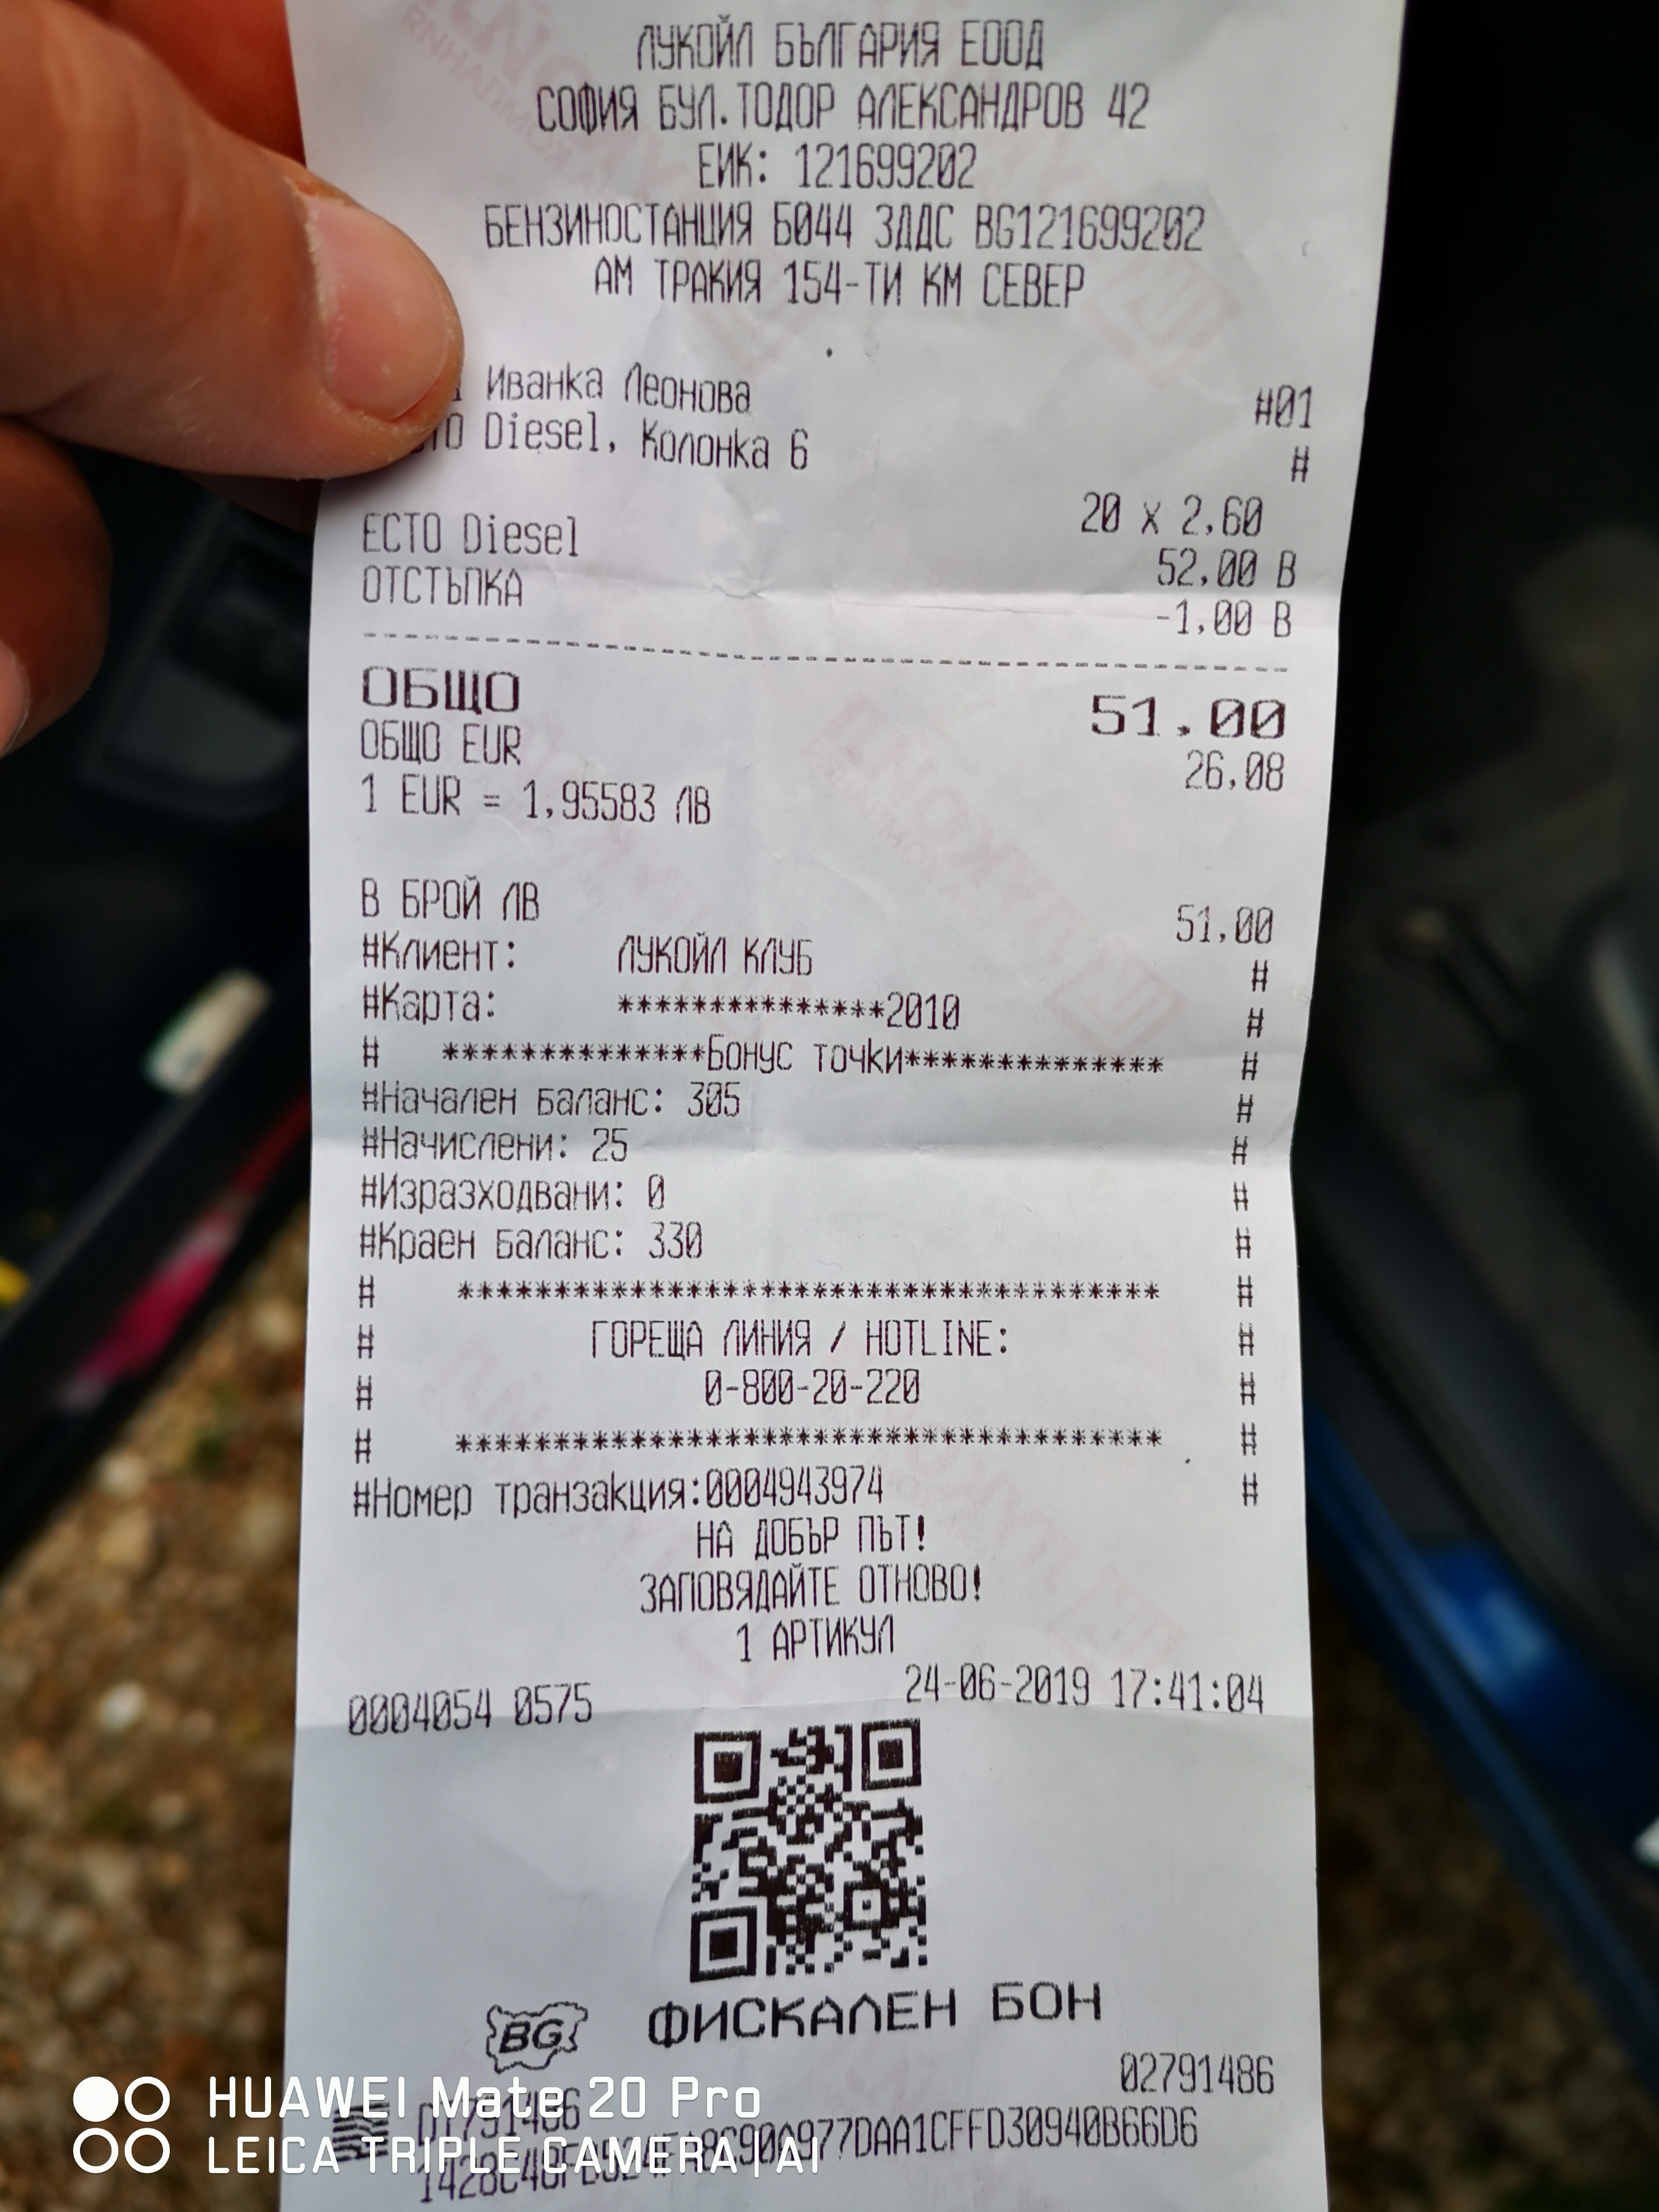 ЛУКОЙЛ БЪЛГАРИЯ ЕООД
СОФИЯ БУЛ.ТОДОР АЛЕКСАНДРОВ 42
ЕИК: 121699202
БЕНЗИНОСТАНЦИЯ Б044 ЗДДС BG121699202
АМ ТРАКИЯ 154-ТИ КМ СЕВЕР
Иванка Леонова #01
Diesel, Колонка 6 #
20 x 2,60
ECTO Diesel 52,00 В
ОТСТЪПКА -1,00 В
ОБЩО 51.00
ОБЩО EUR 26,08
1 EUR = 1,95583 ЛВ
В БРОЙ ЛВ 51,00
#Клиент: ЛУКОЙЛ КЛУБ #
#Карта: **************2010 #
# **************Бонус точки************** #
#Начален баланс: 305 #
#Начислени: 25 #
#Изразходвани: 0 #
#Краен баланс: 330 #
# ************************************* #
# ГОРЕЩА ЛИНИЯ / HOTLINE: #
# 0-800-20-220 #
# ************************************* #
#Номер транзакция:0004943974 #
НА ДОБЪР ПЪТ!
ЗАПОВЯДАЙТЕ ОТНОВО!
1 АРТИКУЛ
0004054 0575 24-06-2019 17:41:04
BG ФИСКАЛЕН БОН
02791486
HUAWEI Mate 20 Pro
LEICA TRIPLE CAMERA | AI